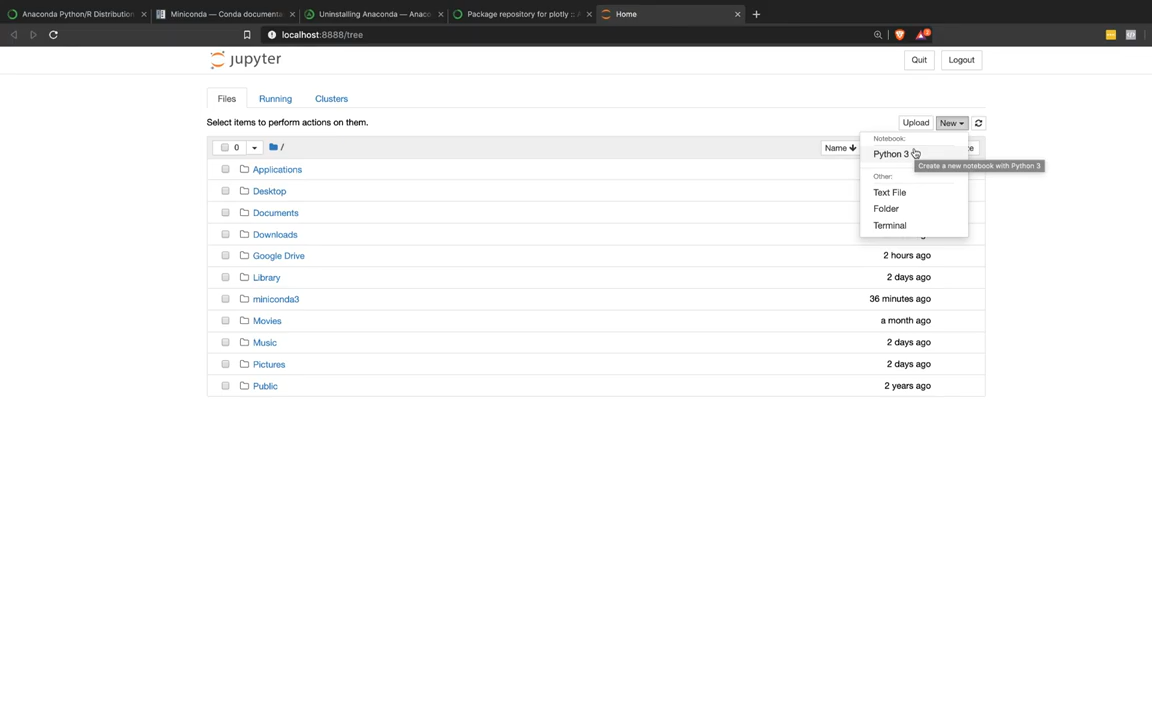 Anaconda Python/R Distribution
Miniconda — Conda documenta
Uninstalling Anaconda — Anaco
Package repository for plotly :: A
Home
localhost:8888/tree
2
jupyter
Quit
Logout
Files
Running
Clusters
Select items to perform actions on them.
Upload
New
0
/
Name
Notebook:
Python 3
Create a new notebook with Python 3
Other:
Text File
Folder
Terminal
Applications
Desktop
Documents
Downloads
Google Drive
2 hours ago
Library
2 days ago
miniconda3
36 minutes ago
Movies
a month ago
Music
2 days ago
Pictures
2 days ago
Public
2 years ago